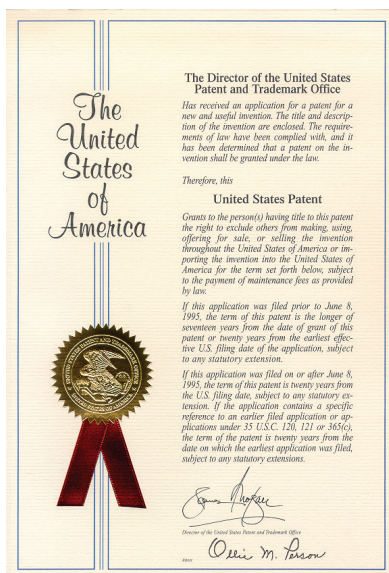 The
United
States
of
America
The Director of the United States
Patent and Trademark Office
Has received an application for a patent for a
new and useful invention. The title and descrip-
tion of the invention are enclosed. The require-
ments of law have been complied with, and it
has been determined that a patent on the in-
vention shall be granted under the law.
Therefore, this
United States Patent
Grants to the person(s) having title to this patent
the right to exclude others from making, using,
offering for sale, or selling the invention
throughout the United States of America or im-
porting the invention into the United States of
America for the term set forth below, subject
to the payment of maintenance fees as provided
by law.
If this application was filed prior to June 8,
1995, the term of this patent is the longer of
seventeen years from the date of grant of this
patent or twenty years from the earliest effec-
tive U.S. filing date of the application, subject
to any statutory extension.
If this application was filed on or after June 8,
1995, the term of this patent is twenty years from
the U.S. filing date, subject to any statutory ex-
tension. If the application contains a specific
reference to an earlier filed application or ap-
plications under 35 U.S.C. 120, 121 or 365(c),
the term of the patent is twenty years from the
date on which the earliest application was filed,
subject to any statutory extensions.
Director of the United States Patent and Trademark Office
Ollie M. Person